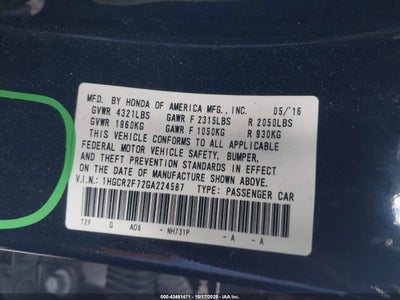 MFD. BY HONDA OF AMERICA MFG., INC. 05/'16
GVWR 4321LBS GAWR F 2315LBS R 2050LBS
GVWR 1960KG GAWR F 1050KG R 930KG
THIS VEHICLE CONFORMS TO ALL APPLICABLE
FEDERAL MOTOR VEHICLE SAFETY, BUMPER,
AND THEFT PREVENTION STANDARDS IN EFFECT
ON THE DATE OF MANUFACTURE SHOWN ABOVE.
V.I.N.: 1HGCR2F72GA224587 TYPE: PASSENGER CAR
12F G AD6 - NH731P - A - A
000-43481471 - 10/17/2025 - IAA Inc.